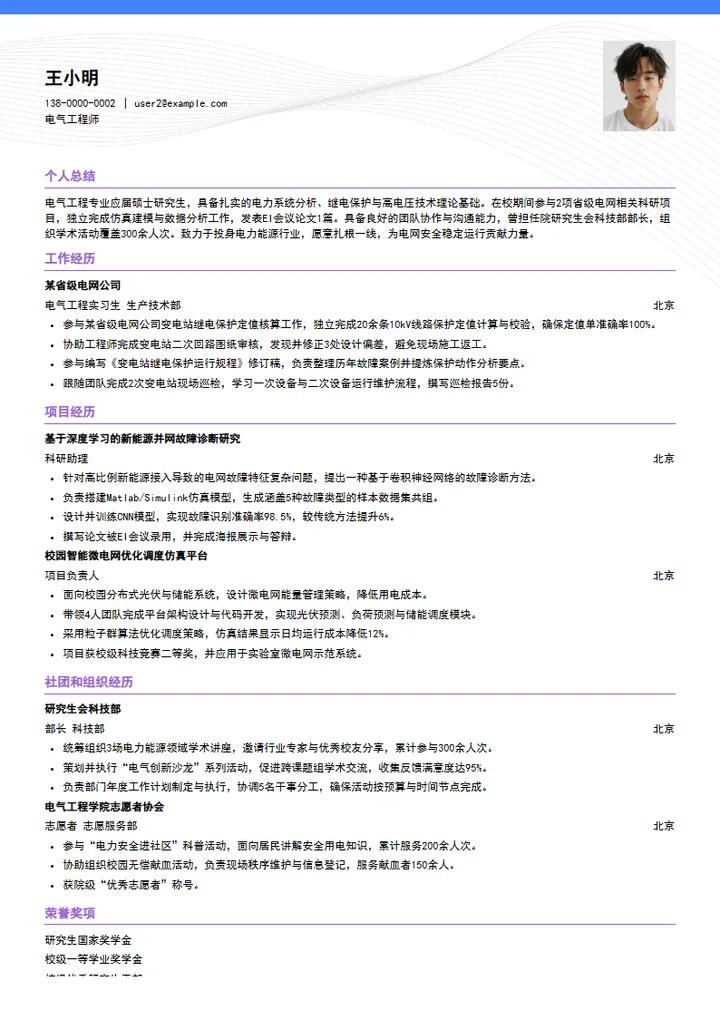 王小明
138-0000-0002 | user2@example.com
电气工程师
个人总结
电气工程专业应届硕士研究生，具备扎实的电力系统分析、继电保护与高电压技术理论基础。在校期间参与2项省级电网相关科研项
目，独立完成仿真建模与数据分析工作，发表EI会议论文1篇。具备良好的团队协作与沟通能力，曾担任院研究生会科技部部长，组
织学术活动覆盖300余人次。致力于投身电力能源行业，愿意扎根一线，为电网安全稳定运行贡献力量。
工作经历
某省级电网公司
电气工程实习生 生产技术部 北京
• 参与某省级电网公司变电站继电保护定值核算工作，独立完成20余条10kV线路保护定值计算与校验，确保定值单准确率100%。
• 协助工程师完成变电站二次回路图纸审核，发现并修正3处设计偏差，避免现场施工返工。
• 参与编写《变电站继电保护运行规程》修订稿，负责整理历年故障案例并提炼保护动作分析要点。
• 跟随团队完成2次变电站现场巡检，学习一次设备与二次设备运行维护流程，撰写巡检报告5份。
项目经历
基于深度学习的新能源并网故障诊断研究
科研助理 北京
• 针对高比例新能源接入导致的电网故障特征复杂问题，提出一种基于卷积神经网络的故障诊断方法。
• 负责搭建Matlab/Simulink仿真模型，生成涵盖5种故障类型的样本数据集共组。
• 设计并训练CNN模型，实现故障识别准确率98.5%，较传统方法提升6%。
• 撰写论文被EI会议录用，并完成海报展示与答辩。
校园智能微电网优化调度仿真平台
项目负责人 北京
• 面向校园分布式光伏与储能系统，设计微电网能量管理策略，降低用电成本。
• 带领4人团队完成平台架构设计与代码开发，实现光伏预测、负荷预测与储能调度模块。
• 采用粒子群算法优化调度策略，仿真结果显示日均运行成本降低12%。
• 项目获校级科技竞赛二等奖，并应用于实验室微电网示范系统。
社团和组织经历
研究生会科技部
部长 科技部 北京
• 统筹组织3场电力能源领域学术讲座，邀请行业专家与优秀校友分享，累计参与300余人次。
• 策划并执行“电气创新沙龙”系列活动，促进跨课题组学术交流，收集反馈满意度达95%。
• 负责部门年度工作计划制定与执行，协调5名干事分工，确保活动按预算与时间节点完成。
电气工程学院志愿者协会
志愿者 志愿服务部 北京
• 参与“电力安全进社区”科普活动，面向居民讲解安全用电知识，累计服务200余人次。
• 协助组织校园无偿献血活动，负责现场秩序维护与信息登记，服务献血者150余人。
• 获院级“优秀志愿者”称号。
荣誉奖项
研究生国家奖学金
校级一等学业奖学金